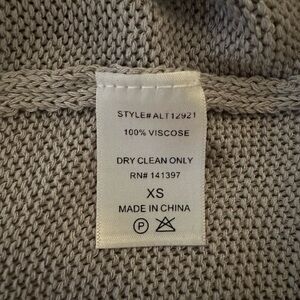 STYLE# ALT12921
100% VISCOSE
DRY CLEAN ONLY
RN# 141397
XS
MADE IN CHINA
P